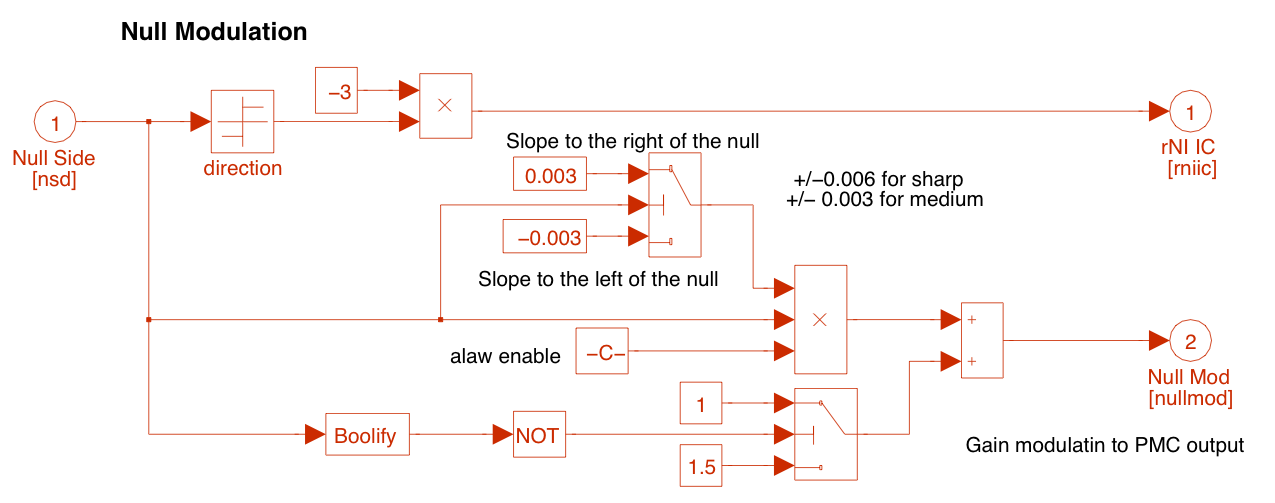 Null Modulation
−3
×
1
Null Side
[nsd]
direction
1
rNI IC
[rniic]
Slope to the right of the null
0.003
−0.003
Slope to the left of the null
+/−0.006 for sharp
+/− 0.003 for medium
×
alaw enable
−C−
+
+
2
Null Mod
[nullmod]
1
Boolify
NOT
1.5
Gain modulatin to PMC output